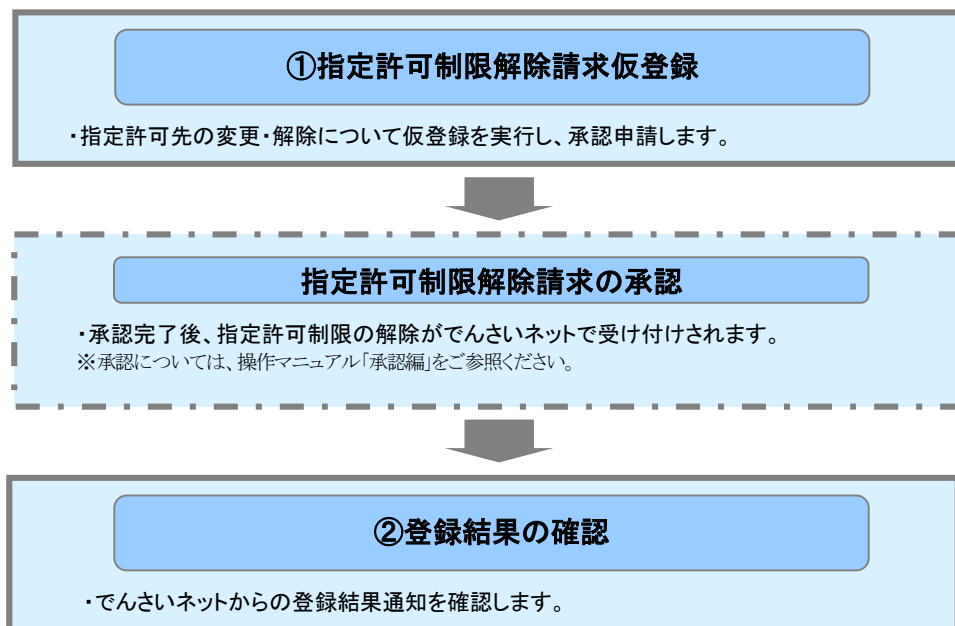 ①指定許可制限解除請求仮登録
・指定許可先の変更・解除について仮登録を実行し、承認申請します。
指定許可制限解除請求の承認
・承認完了後、指定許可制限の解除がでんさいネットで受け付けされます。
※承認については、操作マニュアル「承認編」をご参照ください。
②登録結果の確認
・でんさいネットからの登録結果通知を確認します。